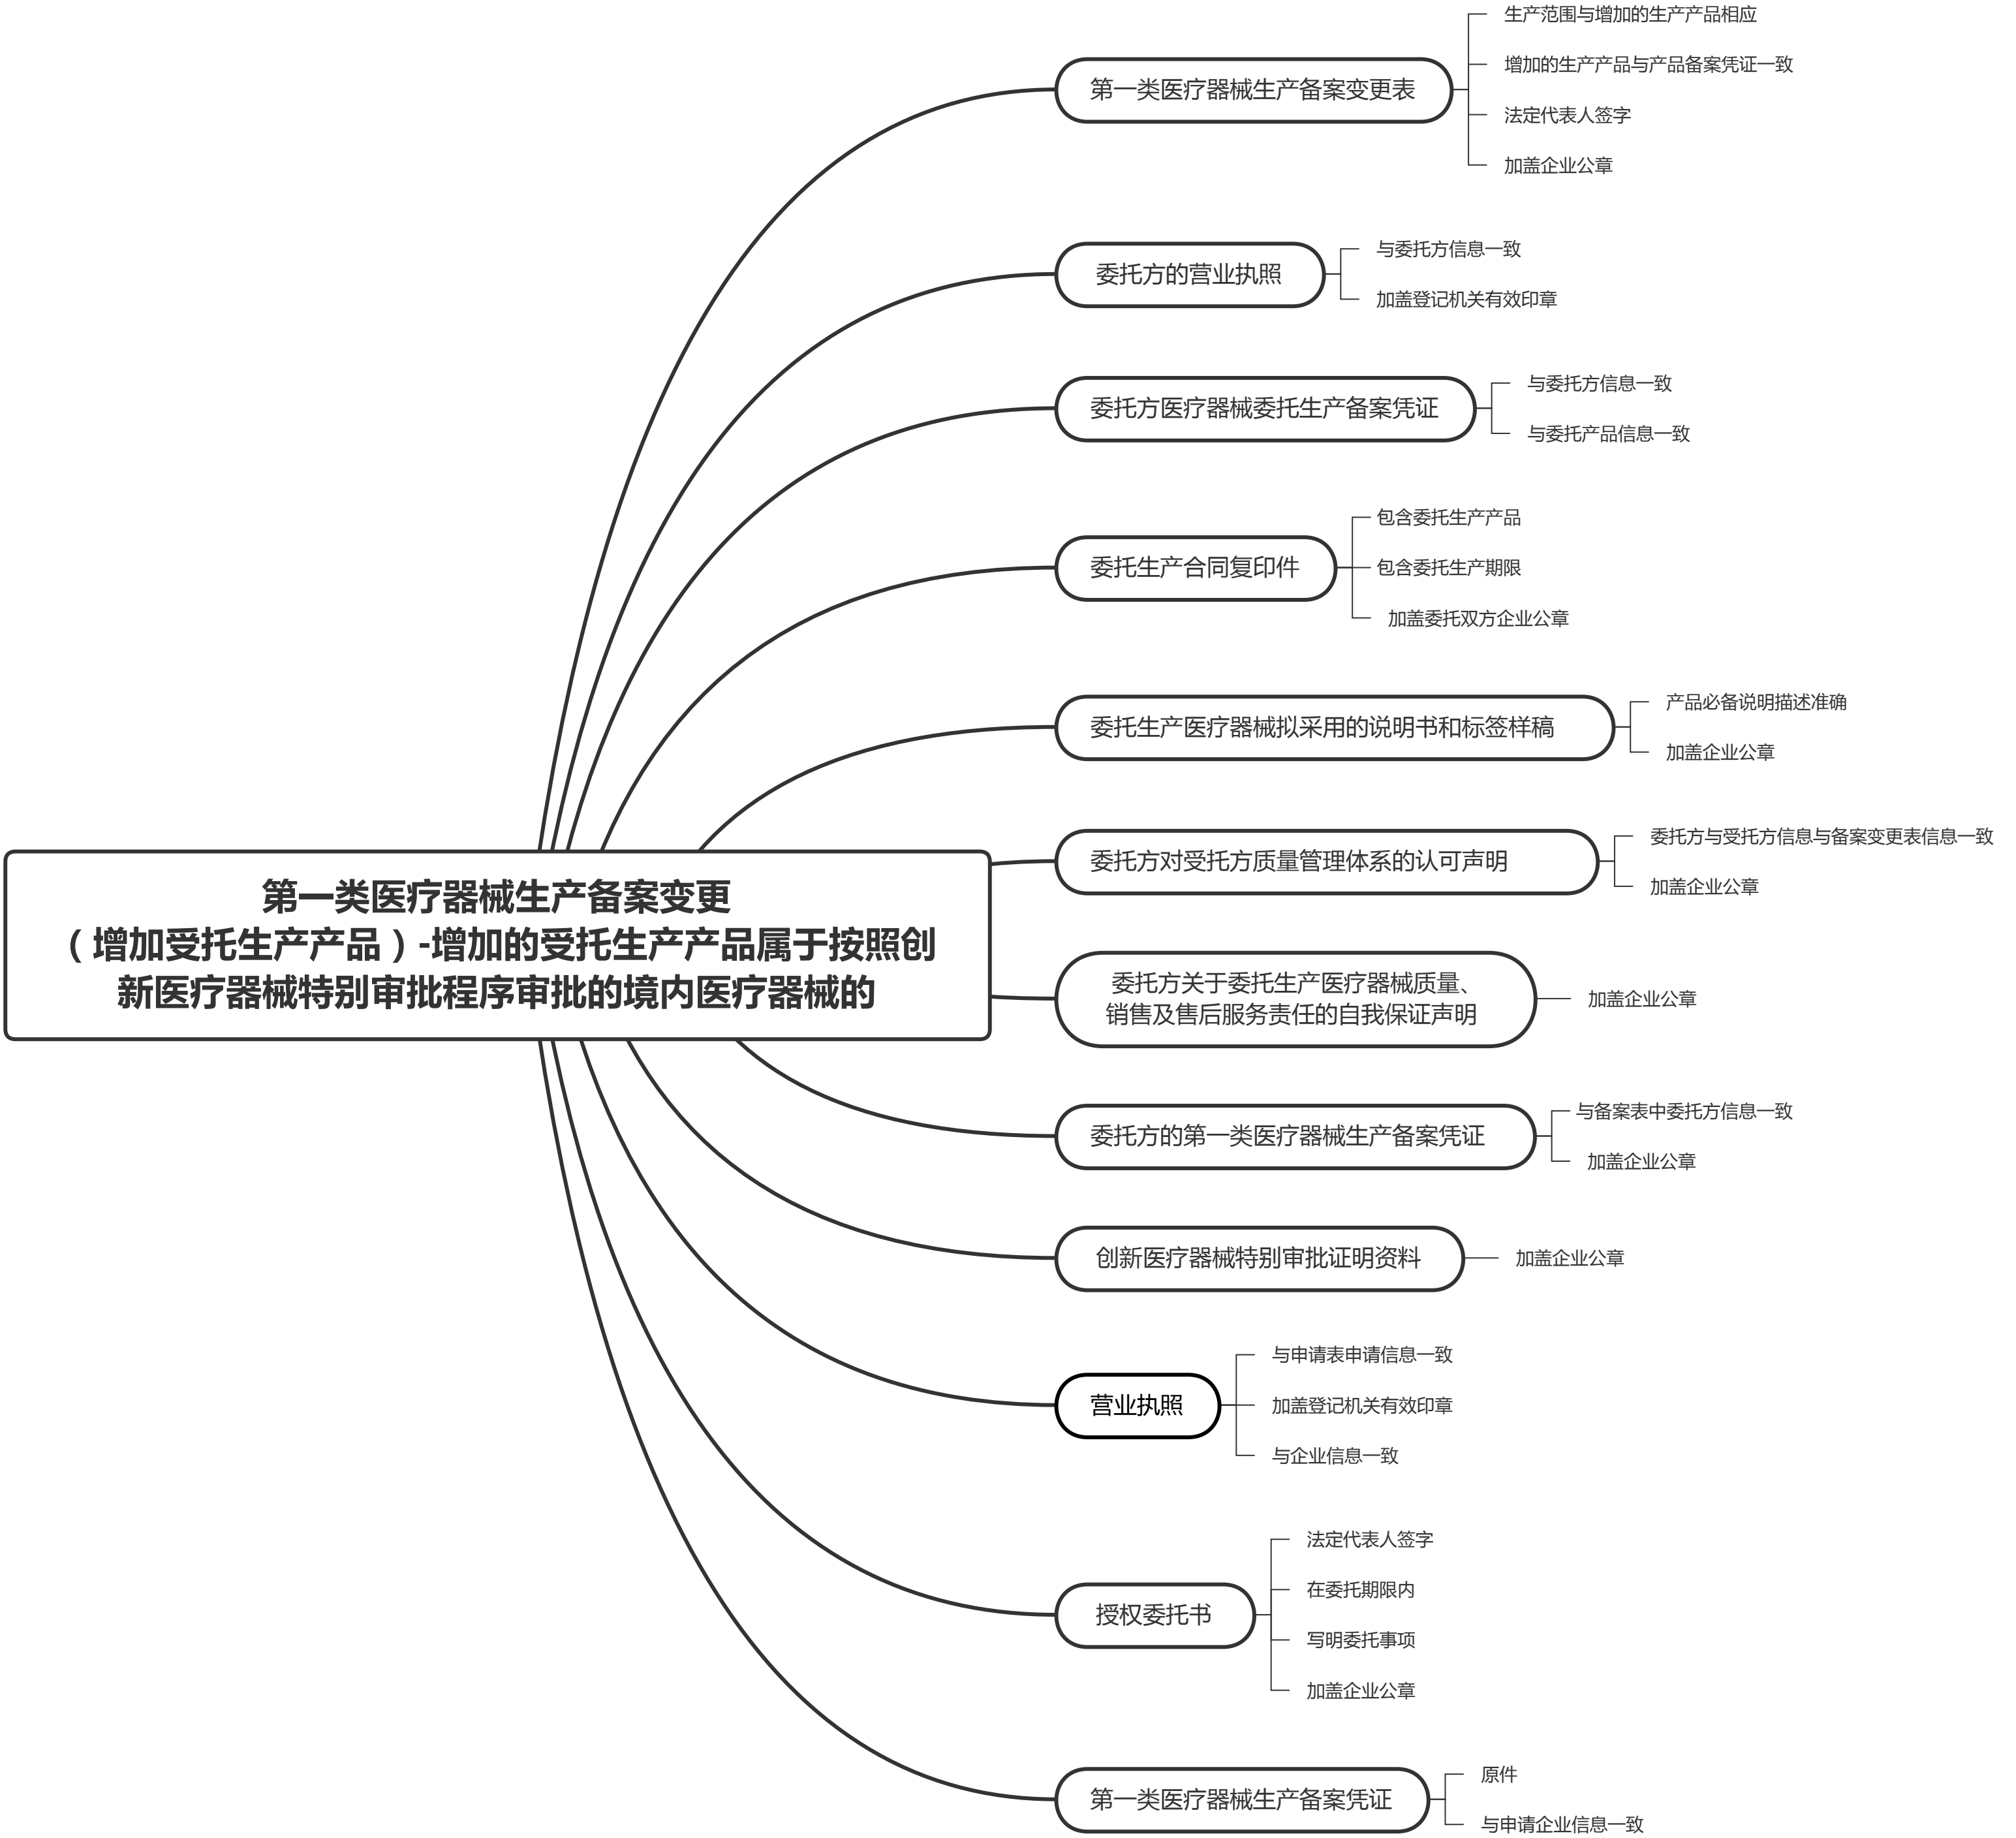 第一类医疗器械生产备案变更
（增加受托生产产品）-增加的受托生产产品属于按照创
新医疗器械特别审批程序审批的境内医疗器械的
第一类医疗器械生产备案变更表
生产范围与增加的生产产品相应
增加的生产产品与产品备案凭证一致
法定代表人签字
加盖企业公章
委托方的营业执照
与委托方信息一致
加盖登记机关有效印章
委托方医疗器械委托生产备案凭证
与委托方信息一致
与委托产品信息一致
委托生产合同复印件
包含委托生产产品
包含委托生产期限
加盖委托双方企业公章
委托生产医疗器械拟采用的说明书和标签样稿
产品必备说明描述准确
加盖企业公章
委托方对受托方质量管理体系的认可声明
委托方与受托方信息与备案变更表信息一致
加盖企业公章
委托方关于委托生产医疗器械质量、
销售及售后服务责任的自我保证声明
加盖企业公章
委托方的第一类医疗器械生产备案凭证
与备案表中委托方信息一致
加盖企业公章
创新医疗器械特别审批证明资料
加盖企业公章
营业执照
与申请表申请信息一致
加盖登记机关有效印章
与企业信息一致
授权委托书
法定代表人签字
在委托期限内
写明委托事项
加盖企业公章
第一类医疗器械生产备案凭证
原件
与申请企业信息一致